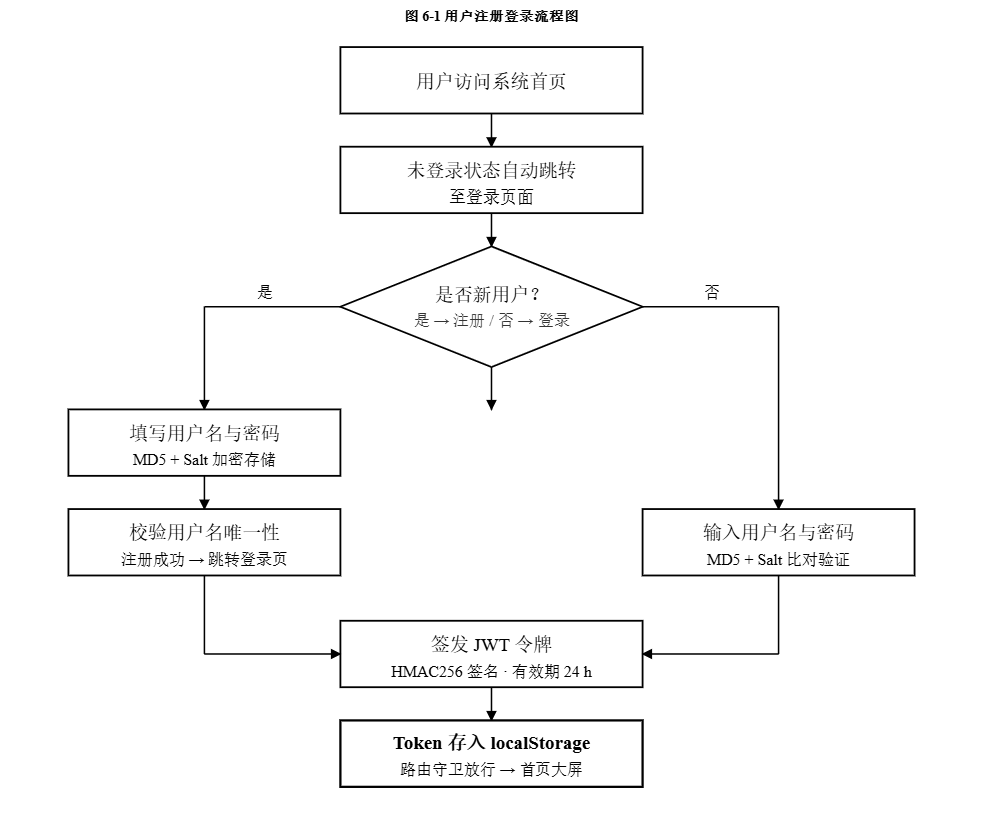 图 6-1 用户注册登录流程图
用户访问系统首页
未登录状态自动跳转
至登录页面
是否新用户？
是 → 注册 / 否 → 登录
是
否
填写用户名与密码
MD5 + Salt 加密存储
校验用户名唯一性
注册成功 → 跳转登录页
输入用户名与密码
MD5 + Salt 比对验证
签发 JWT 令牌
HMAC256 签名 · 有效期 24 h
Token 存入 localStorage
路由守卫放行 → 首页大屏